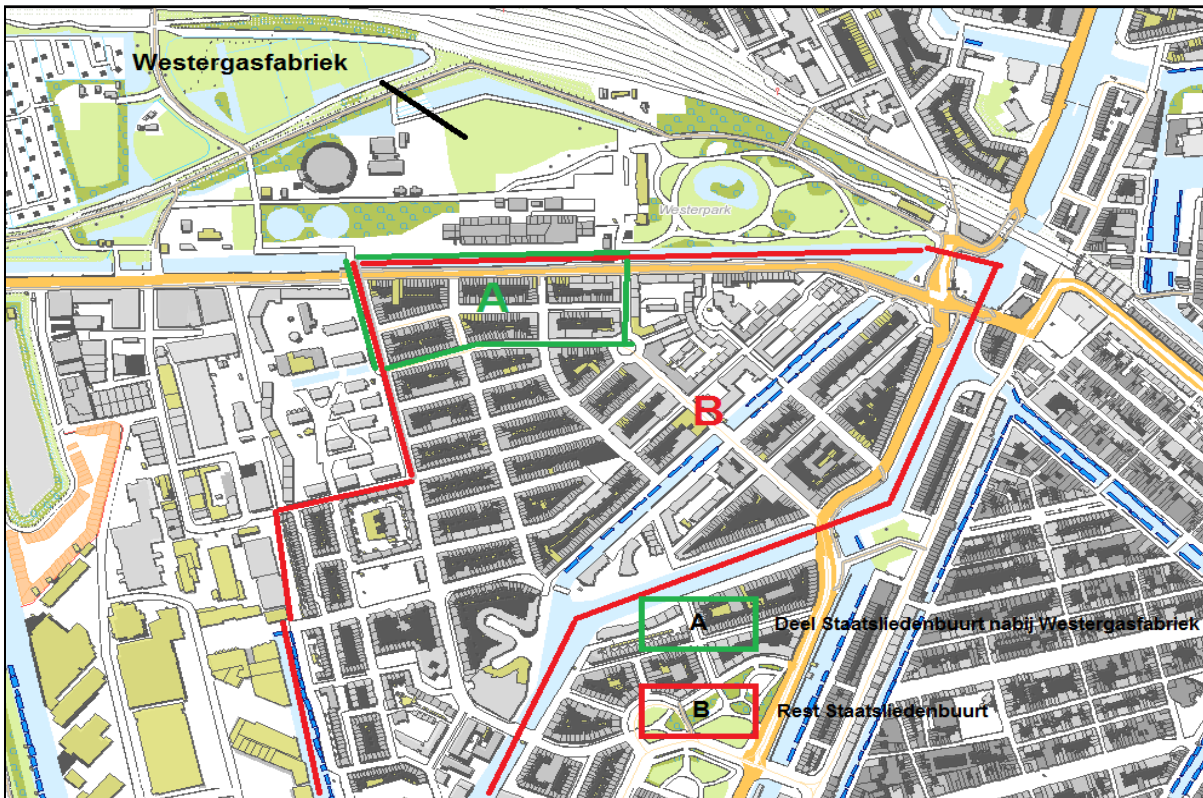 Westergasfabriek
Westerpark
A
B
A
Deel Staatsliedenbuurt nabij Westergasfabriek
B
Rest Staatsliedenbuurt